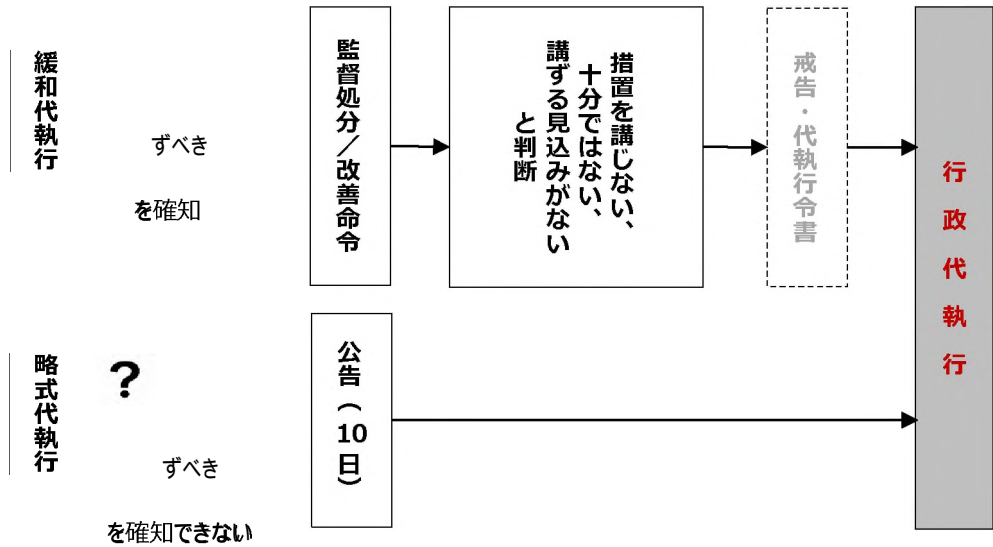 緩和代執行
ずべき
を確知
監督処分／改善命令
措置を講じない、
十分ではない、
講ずる見込みがない
と判断
戒告・代執行令書
行政代執行
略式代執行
?
ずべき
を確知できない
公告（10日）